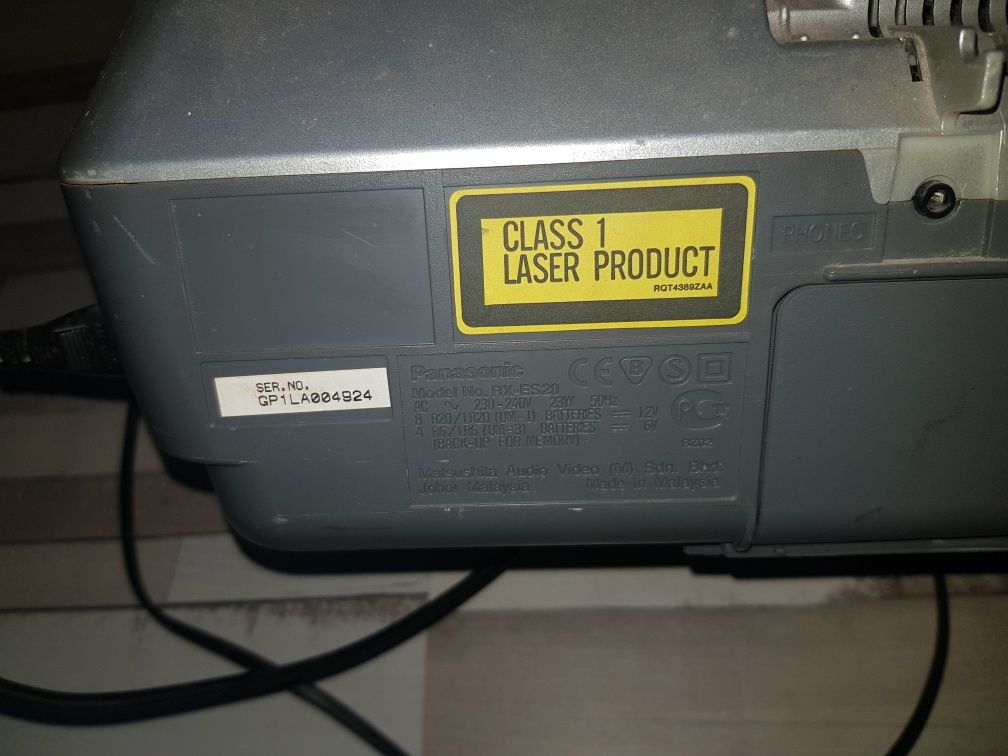 CLASS 1
LASER PRODUCT
RQT4389ZAA
PHONES
SER.NO.
GP1LA004924
Panasonic
Model No. RX-ES20
AC ∿ 230-240V 23W 50Hz
8 R20/LR20 (UM-1) BATTERIES ⎓ 12V
4 R6/LR6 (UM-3) BATTERIES ⎓ 6V
(BACK-UP FOR MEMORY)
CE B S
Matsushita Audio Video (M) Sdn. Bhd.
Johor Malaysia Made in Malaysia